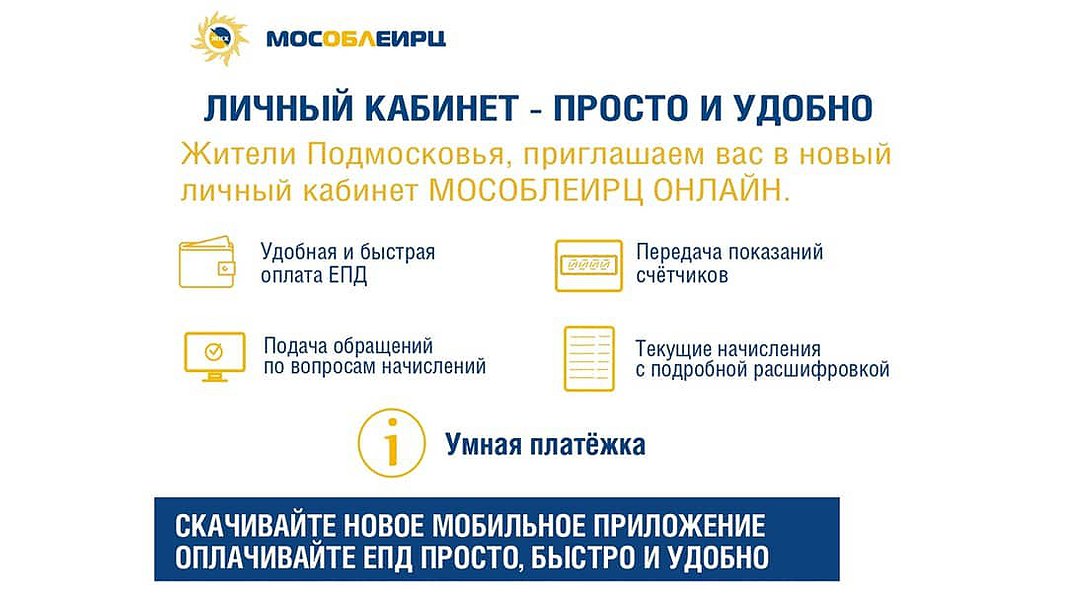 МОСОБЛЕИРЦ
ЛИЧНЫЙ КАБИНЕТ - ПРОСТО И УДОБНО
Жители Подмосковья, приглашаем вас в новый
личный кабинет МОСОБЛЕИРЦ ОНЛАЙН.
Удобная и быстрая
оплата ЕПД
Передача показаний
счётчиков
Подача обращений
по вопросам начислений
Текущие начисления
с подробной расшифровкой
i
Умная платёжка
СКАЧИВАЙТЕ НОВОЕ МОБИЛЬНОЕ ПРИЛОЖЕНИЕ
ОПЛАЧИВАЙТЕ ЕПД ПРОСТО, БЫСТРО И УДОБНО